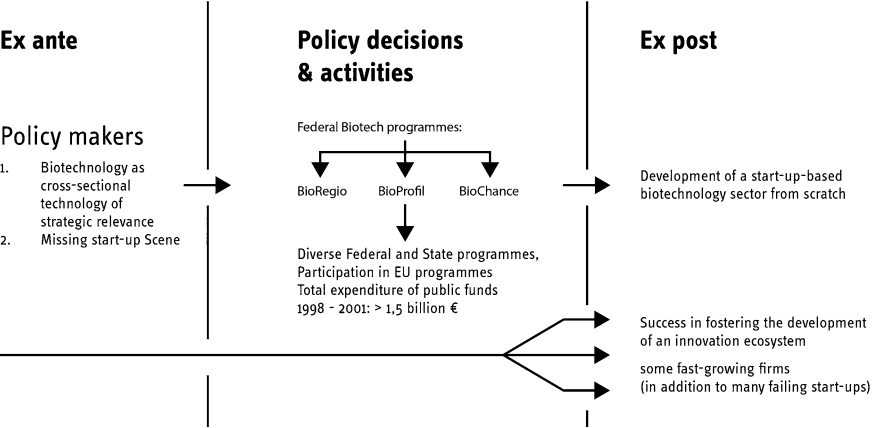 Ex ante
Policy decisions
& activities
Ex post
Policy makers
1. Biotechnology as
cross-sectional
technology of
strategic relevance
2. Missing start-up Scene
Federal Biotech programmes:
BioRegio BioProfil BioChance
Diverse Federal and State programmes,
Participation in EU programmes
Total expenditure of public funds
1998 - 2001: > 1,5 billion €
Development of a start-up-based
biotechnology sector from scratch
Success in fostering the development
of an innovation ecosystem
some fast-growing firms
(in addition to many failing start-ups)